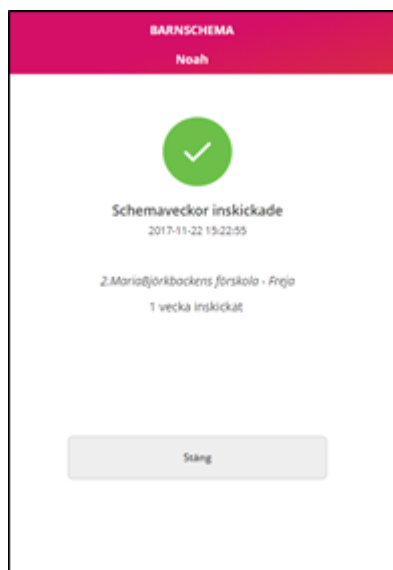 BARNSCHEMA
Noah
Schemaveckor inskickade
2017-11-22 15:22:55
2.MariaBjörkbackens förskola - Freja
1 vecka inskickat
Stäng